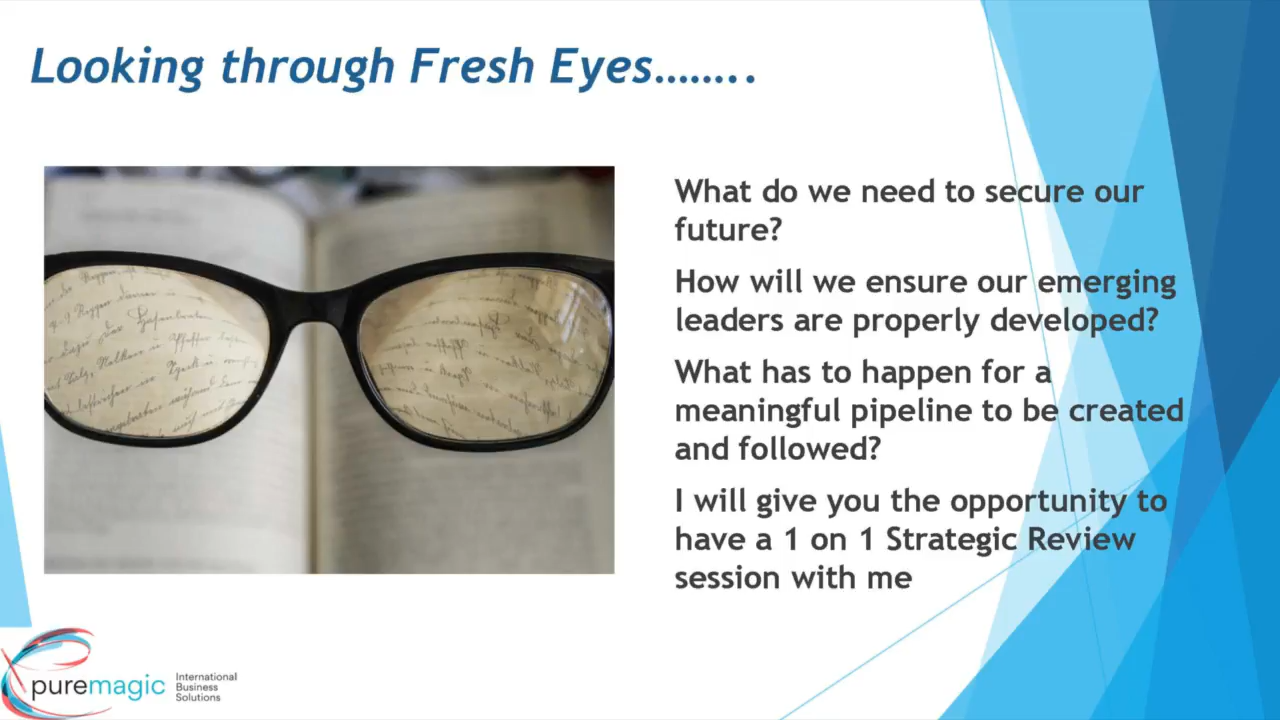 Looking through Fresh Eyes……..
What do we need to secure our
future?
How will we ensure our emerging
leaders are properly developed?
What has to happen for a
meaningful pipeline to be created
and followed?
I will give you the opportunity to
have a 1 on 1 Strategic Review
session with me
puremagic
International
Business
Solutions